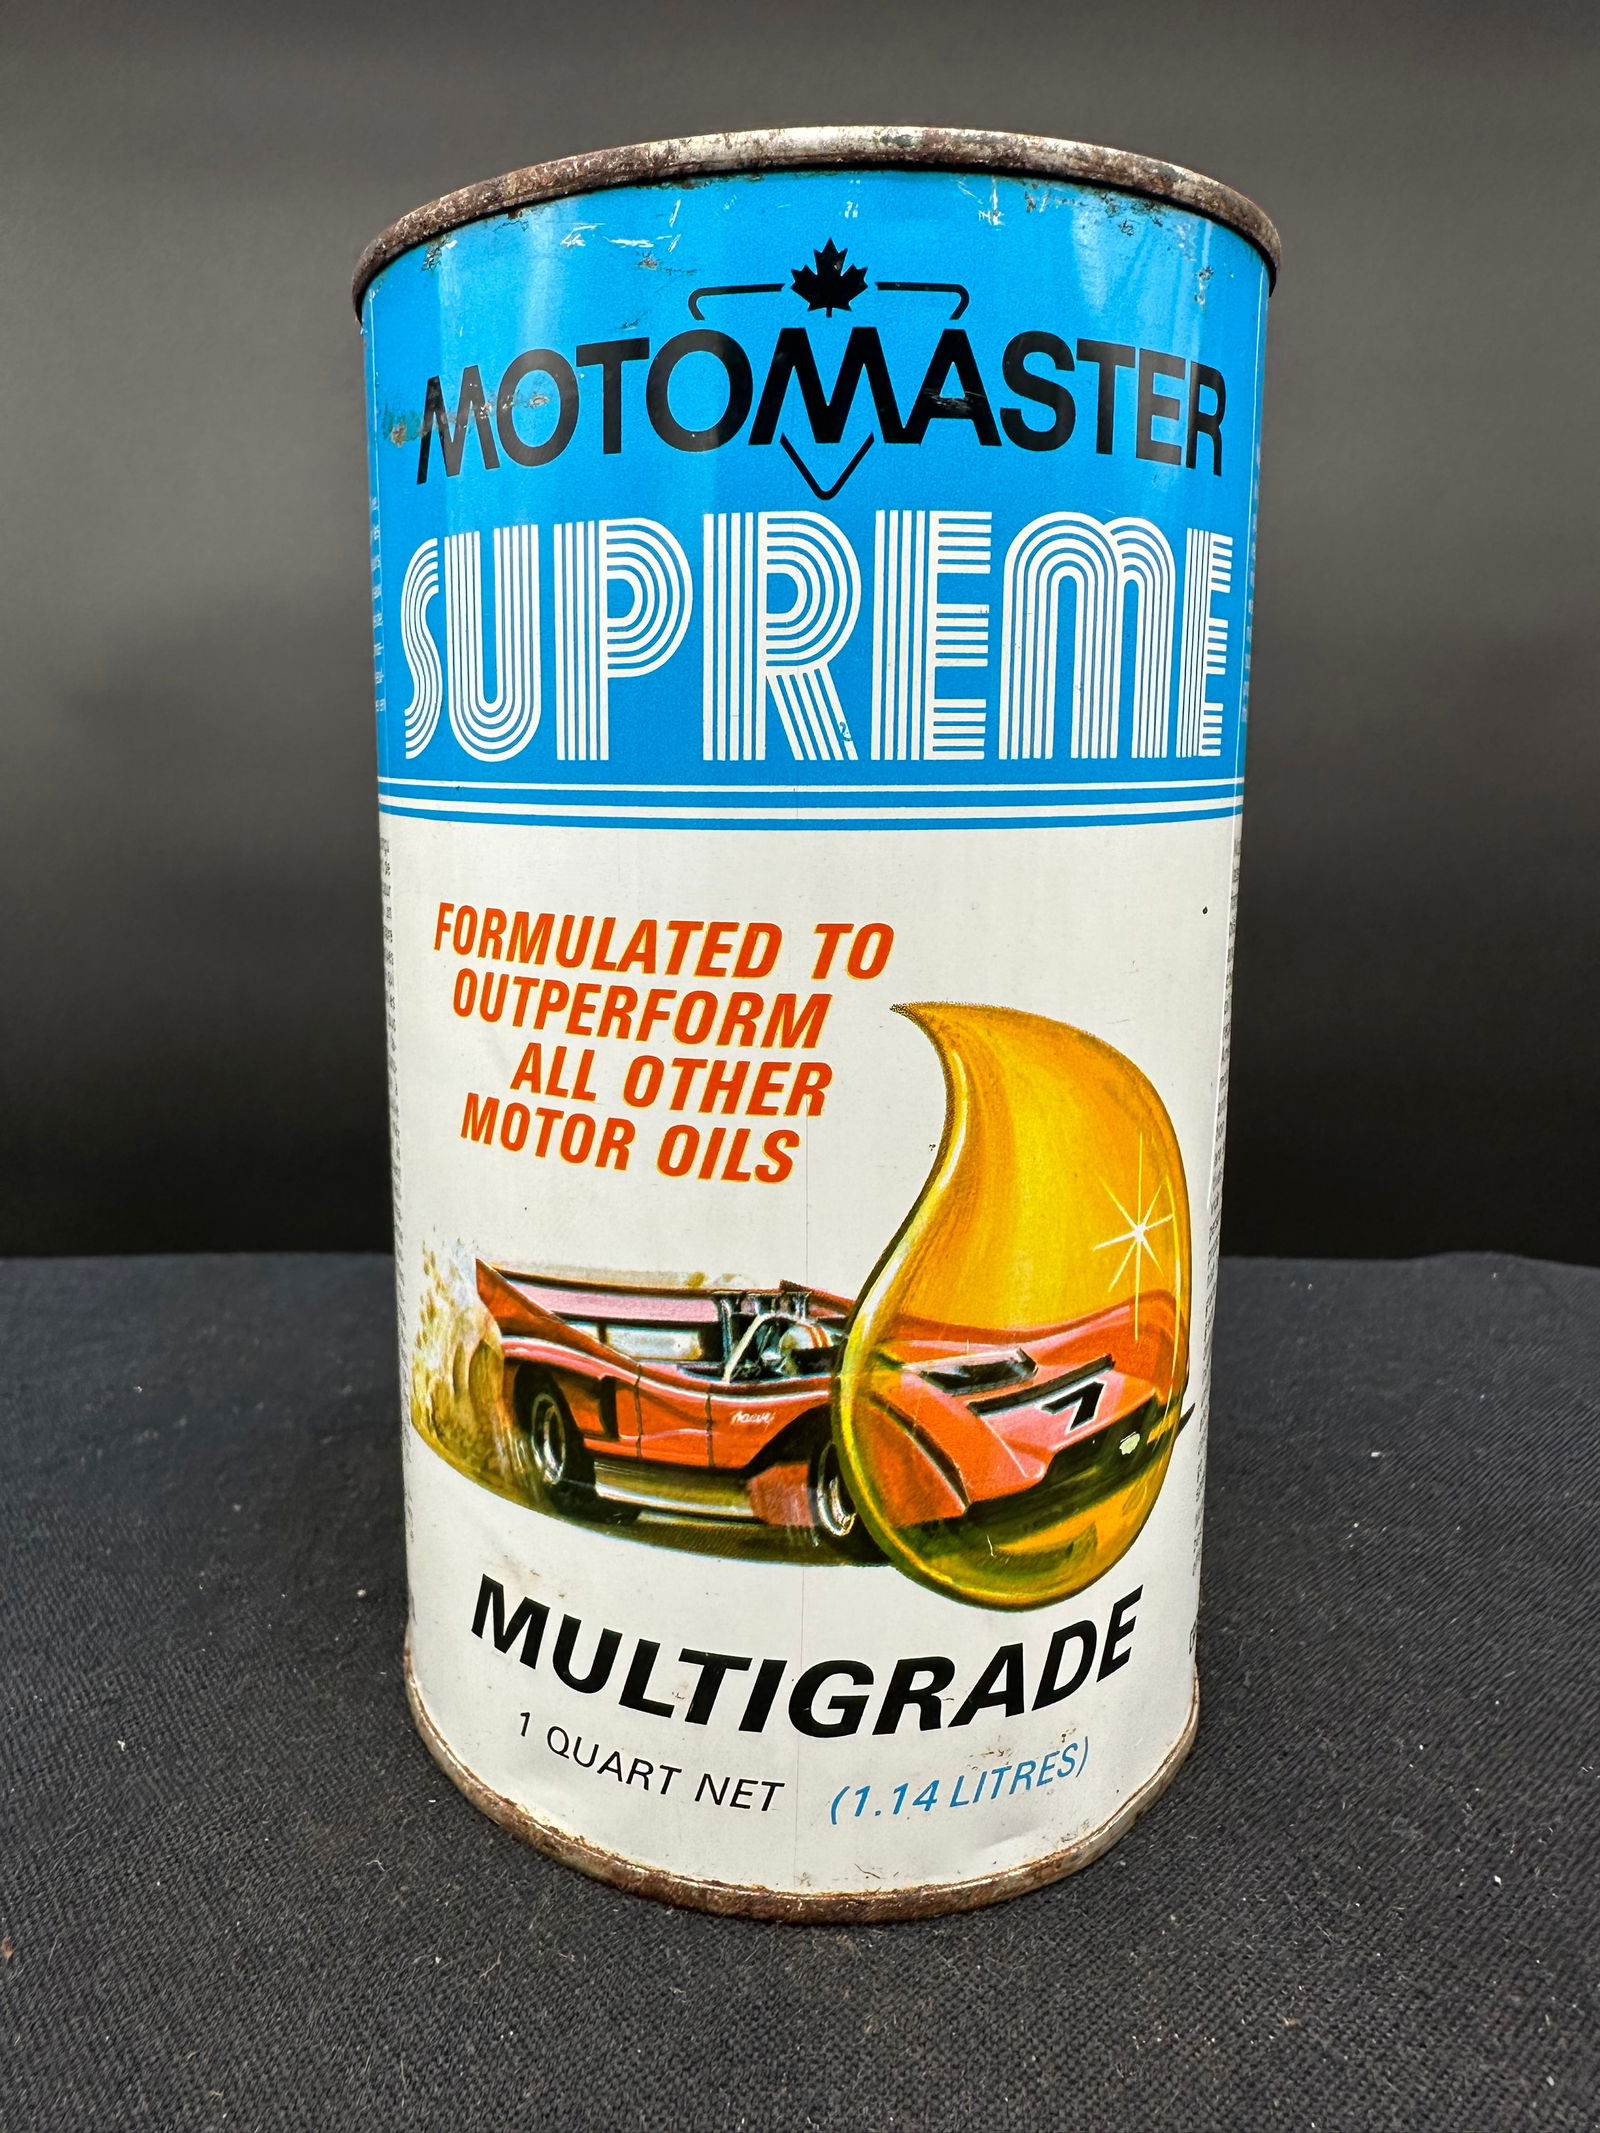 MOTOMASTER
SUPREME
FORMULATED TO
OUTPERFORM
ALL OTHER
MOTOR OILS
7
MULTIGRADE
1 QUART NET (1.14 LITRES)